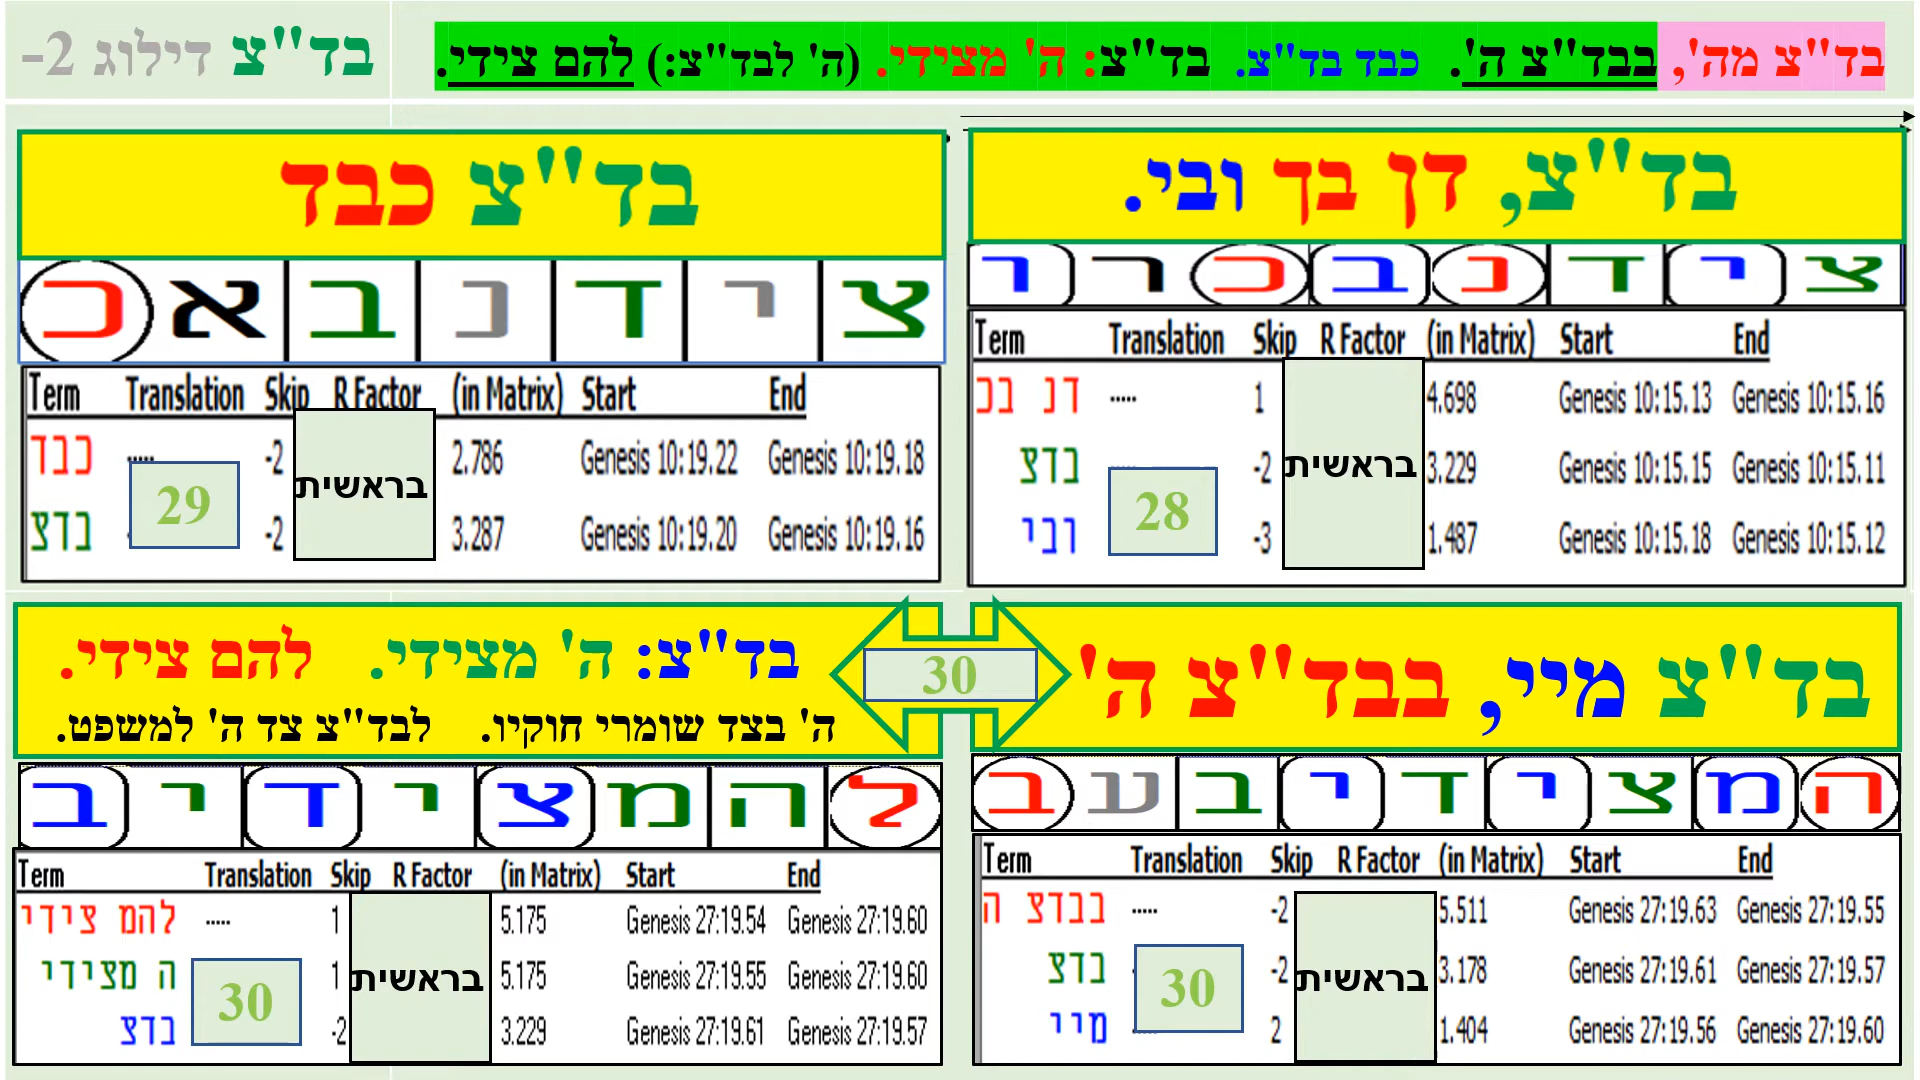 בד"צ מה', בבד"צ ה'. כבד בד"צ. בד"צ: ה' מצידי. (ה' לבד"צ:) להם צידי.
בד"צ דילוג 2-
בד"צ, דן בך ובי.
צ י ד נ ב כ ר ו
Term Translation Skip R Factor (in Matrix) Start End
דנ בכ ..... 1 4.698 Genesis 10:15.13 Genesis 10:15.16
בדצ -2 3.229 Genesis 10:15.15 Genesis 10:15.11
ובי -3 1.487 Genesis 10:15.18 Genesis 10:15.12
28
בראשית
בד"צ כבד
צ י ד נ ב א כ
Term Translation Skip R Factor (in Matrix) Start End
כבד ..... -2 2.786 Genesis 10:19.22 Genesis 10:19.18
בדצ -2 3.287 Genesis 10:19.20 Genesis 10:19.16
29
בראשית
בד"צ מיי, בבד"צ ה'
ה מ צ י ד י ב ע ב
Term Translation Skip R Factor (in Matrix) Start End
בבדצ ה ..... -2 5.511 Genesis 27:19.63 Genesis 27:19.55
בדצ -2 3.178 Genesis 27:19.61 Genesis 27:19.57
מיי 2 1.404 Genesis 27:19.56 Genesis 27:19.60
30
בראשית
30
בד"צ: ה' מצידי. להם צידי.
ה' בצד שומרי חוקיו. לבד"צ צד ה' למשפט.
ל ה מ צ י ד י ב
Term Translation Skip R Factor (in Matrix) Start End
להמ צידי ..... 1 5.175 Genesis 27:19.54 Genesis 27:19.60
ה מצידי 1 5.175 Genesis 27:19.55 Genesis 27:19.60
בדצ -2 3.229 Genesis 27:19.61 Genesis 27:19.57
30
בראשית